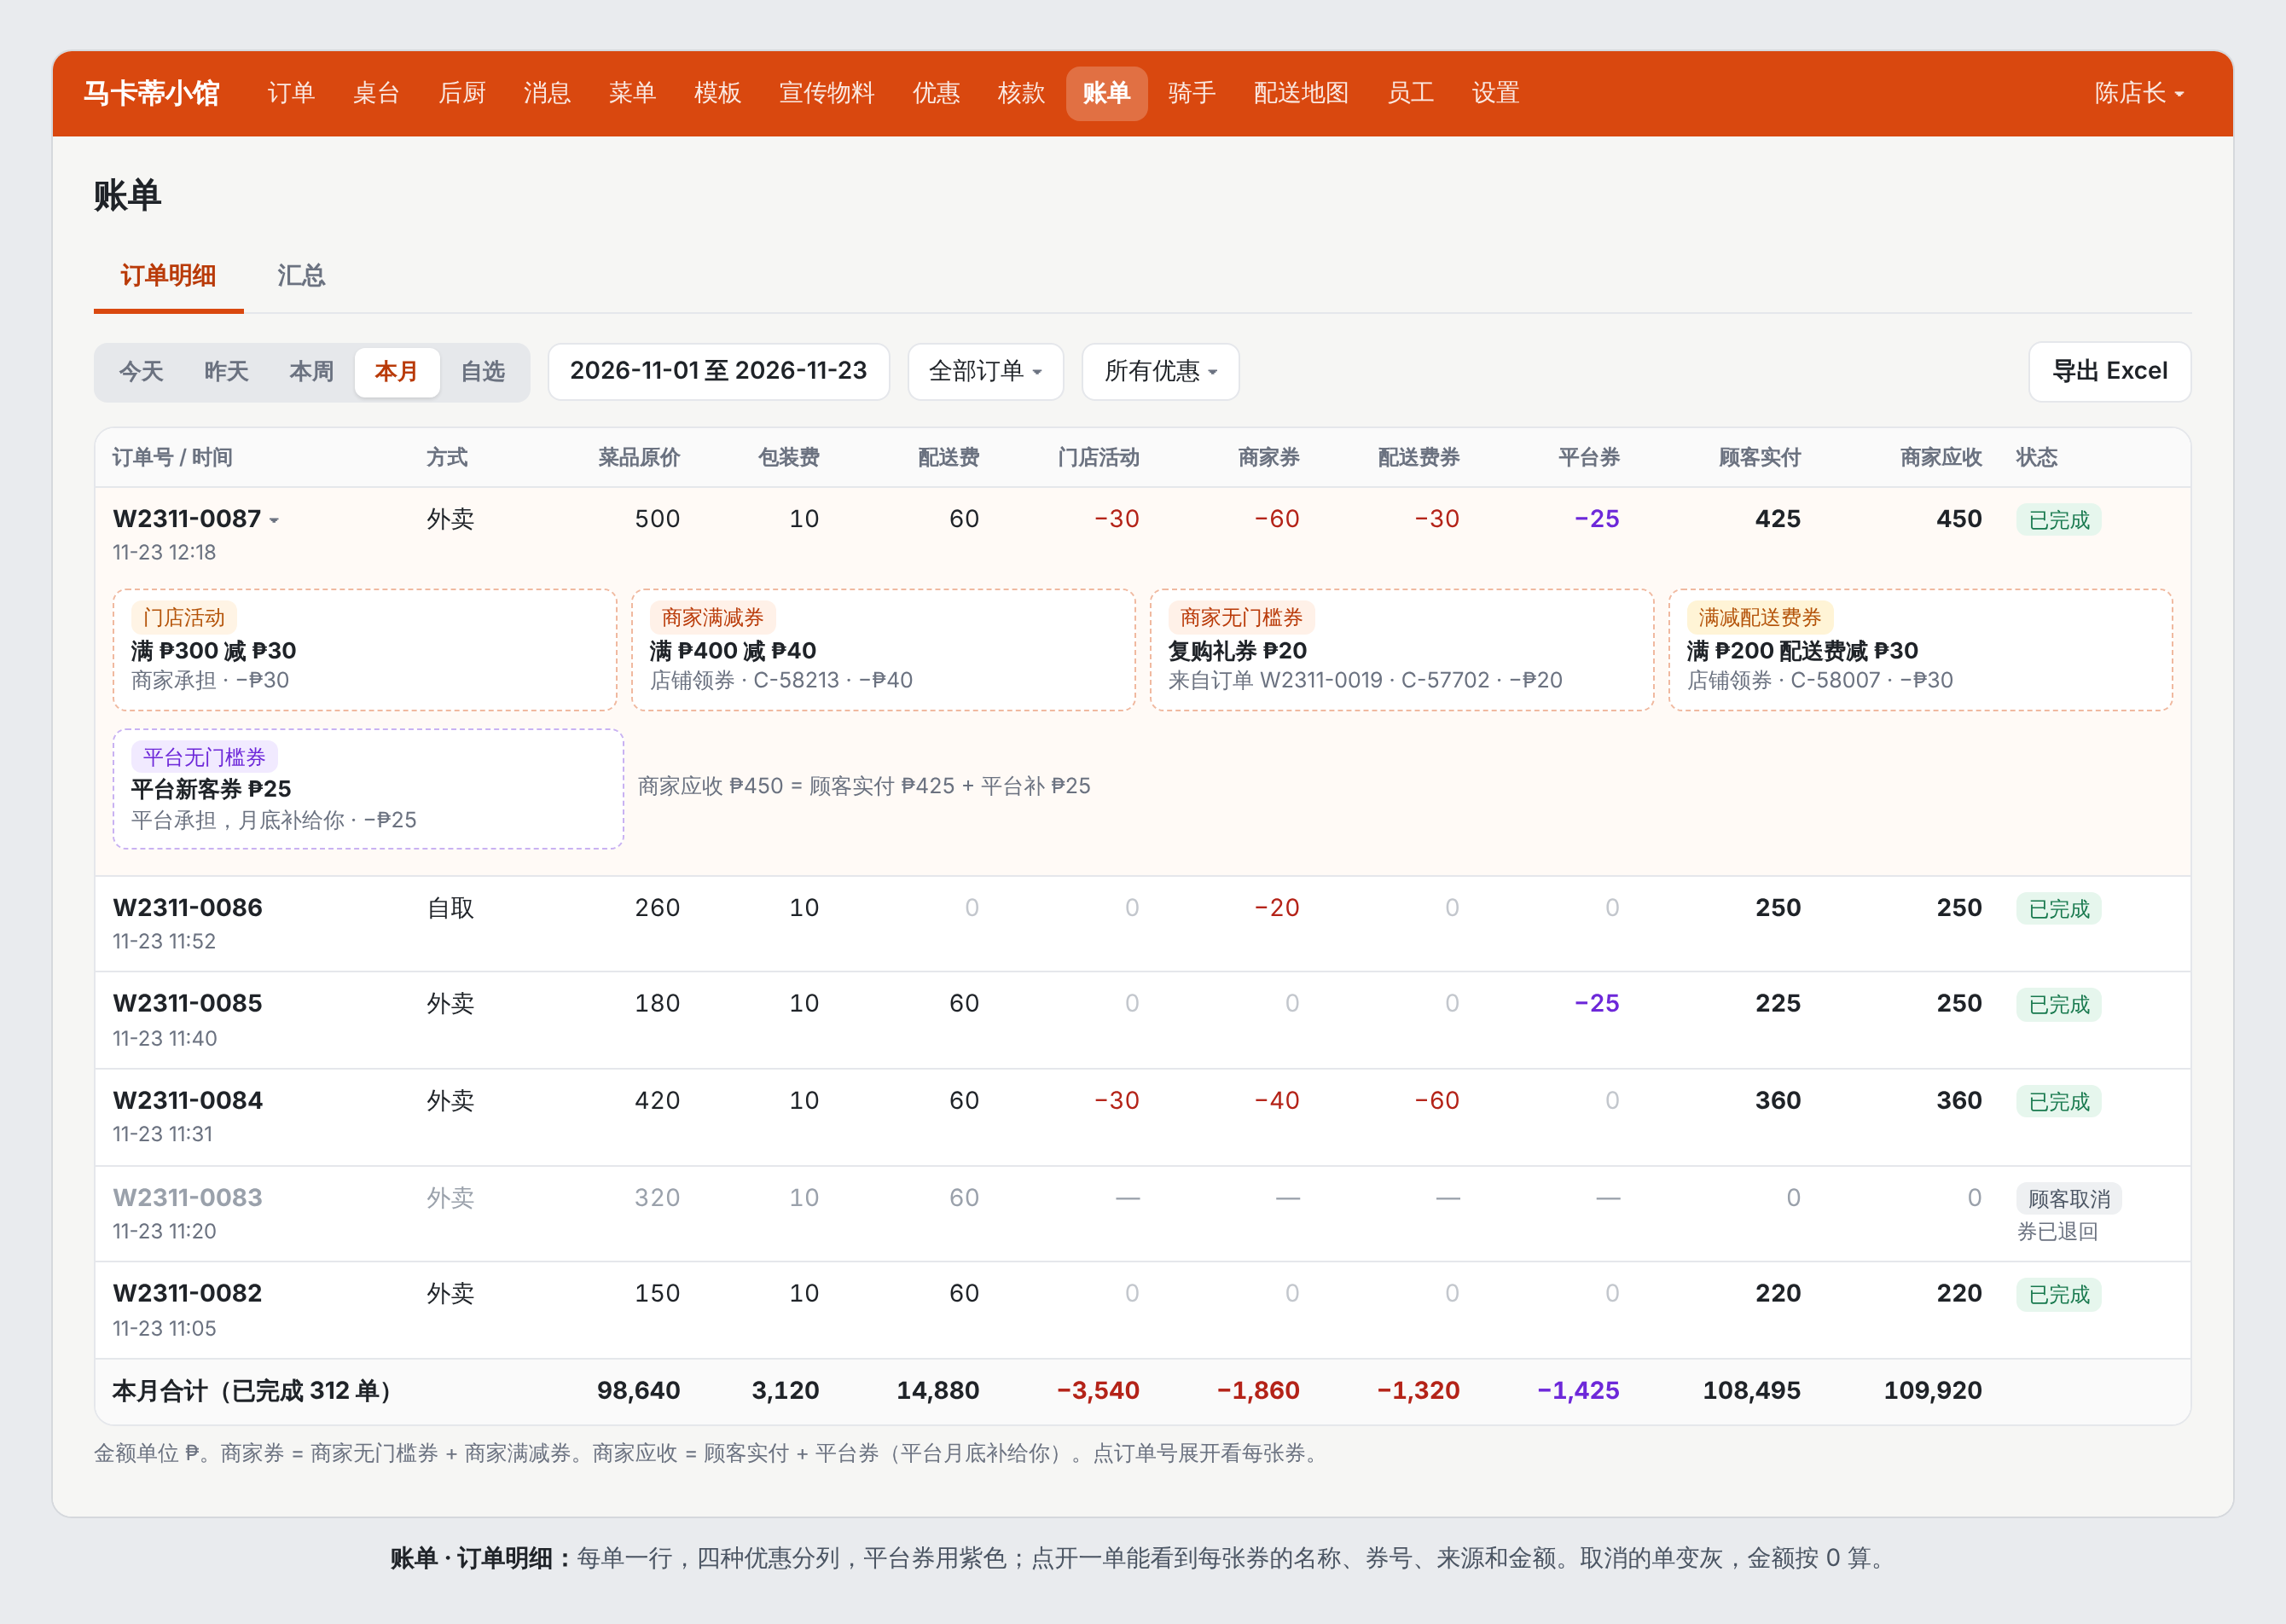 马卡蒂小馆 订单 桌台 后厨 消息 菜单 模板 宣传物料 优惠 核款 账单 骑手 配送地图 员工 设置 陈店长
账单
订单明细 汇总
今天 昨天 本周 本月 自选 2026-11-01 至 2026-11-23 全部订单 所有优惠 导出 Excel
订单号 / 时间 方式 菜品原价 包装费 配送费 门店活动 商家券 配送费券 平台券 顾客实付 商家应收 状态
W2311-0087 外卖 500 10 60 −30 −60 −30 −25 425 450 已完成
11-23 12:18
门店活动 商家满减券 商家无门槛券 满减配送费券
满 ₱300 减 ₱30 满 ₱400 减 ₱40 复购礼券 ₱20 满 ₱200 配送费减 ₱30
商家承担 · −₱30 店铺领券 · C-58213 · −₱40 来自订单 W2311-0019 · C-57702 · −₱20 店铺领券 · C-58007 · −₱30
平台无门槛券
平台新客券 ₱25
平台承担，月底补给你 · −₱25
商家应收 ₱450 = 顾客实付 ₱425 + 平台补 ₱25
W2311-0086 自取 260 10 0 0 −20 0 0 250 250 已完成
11-23 11:52
W2311-0085 外卖 180 10 60 0 0 0 −25 225 250 已完成
11-23 11:40
W2311-0084 外卖 420 10 60 −30 −40 −60 0 360 360 已完成
11-23 11:31
W2311-0083 外卖 320 10 60 — — — — 0 0 顾客取消
11-23 11:20 券已退回
W2311-0082 外卖 150 10 60 0 0 0 0 220 220 已完成
11-23 11:05
本月合计（已完成 312 单） 98,640 3,120 14,880 −3,540 −1,860 −1,320 −1,425 108,495 109,920
金额单位 ₱。商家券 = 商家无门槛券 + 商家满减券。商家应收 = 顾客实付 + 平台券（平台月底补给你）。点订单号展开看每张券。
账单 · 订单明细：每单一行，四种优惠分列，平台券用紫色；点开一单能看到每张券的名称、券号、来源和金额。取消的单变灰，金额按 0 算。